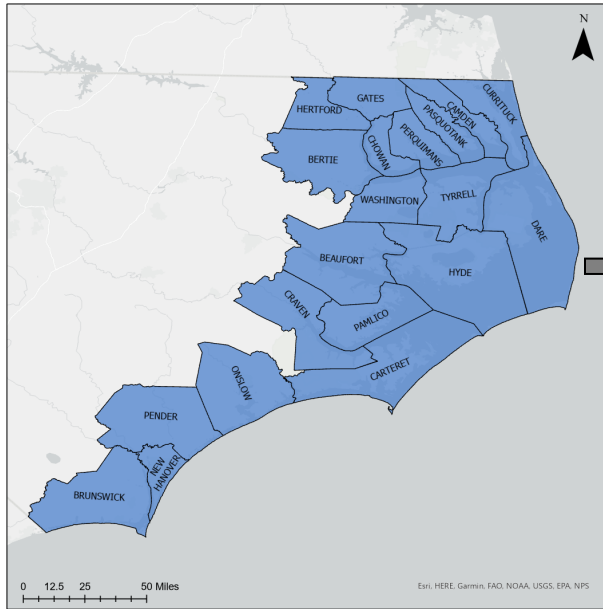 N
CURRITUCK
GATES
CAMDEN
HERTFORD
PASQUOTANK
PERQUIMANS
CHOWAN
BERTIE
WASHINGTON
TYRRELL
DARE
BEAUFORT
HYDE
CRAVEN
PAMLICO
CARTERET
ONSLOW
PENDER
NEW
HANOVER
BRUNSWICK
0 12.5 25 50 Miles
Esri, HERE, Garmin, FAO, NOAA, USGS, EPA, NPS